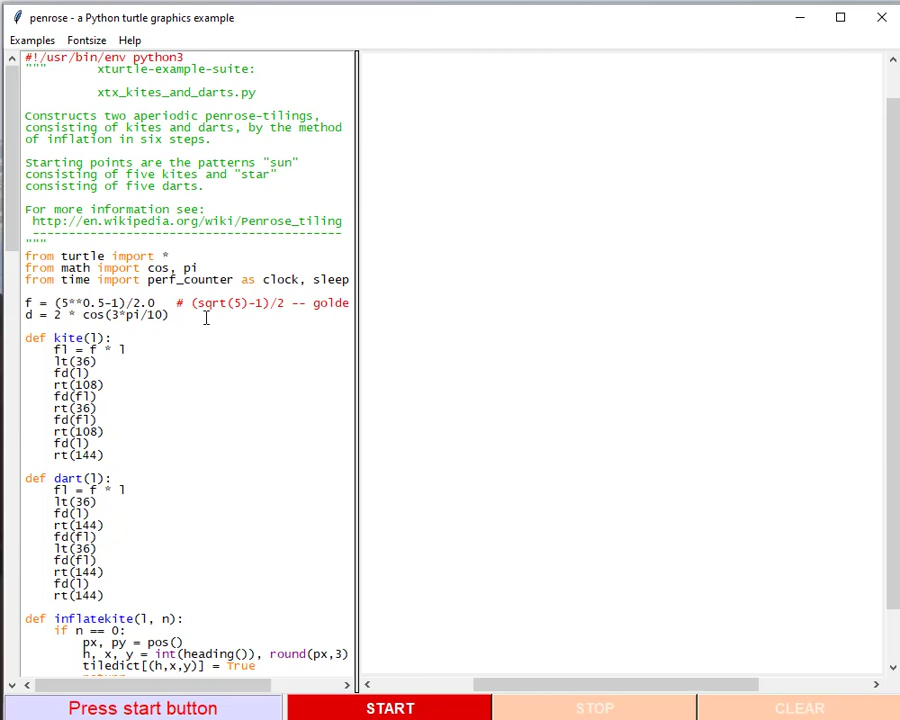 penrose - a Python turtle graphics example
Examples Fontsize Help
#!/usr/bin/env python3
""" xturtle-example-suite:
xtx_kites_and_darts.py
Constructs two aperiodic penrose-tilings,
consisting of kites and darts, by the method
of inflation in six steps.
Starting points are the patterns "sun"
consisting of five kites and "star"
consisting of five darts.
For more information see:
http://en.wikipedia.org/wiki/Penrose_tiling
-------------------------------------------
"""
from turtle import *
from math import cos, pi
from time import perf_counter as clock, sleep
f = (5**0.5-1)/2.0   # (sqrt(5)-1)/2 -- golde
d = 2 * cos(3*pi/10)
def kite(l):
fl = f * l
lt(36)
fd(l)
rt(108)
fd(fl)
rt(36)
fd(fl)
rt(108)
fd(l)
rt(144)
def dart(l):
fl = f * l
lt(36)
fd(l)
rt(144)
fd(fl)
lt(36)
fd(fl)
rt(144)
fd(l)
rt(144)
def inflatekite(l, n):
if n == 0:
px, py = pos()
h, x, y = int(heading()), round(px,3)
tiledict[(h,x,y)] = True
Press start button
START
STOP
CLEAR